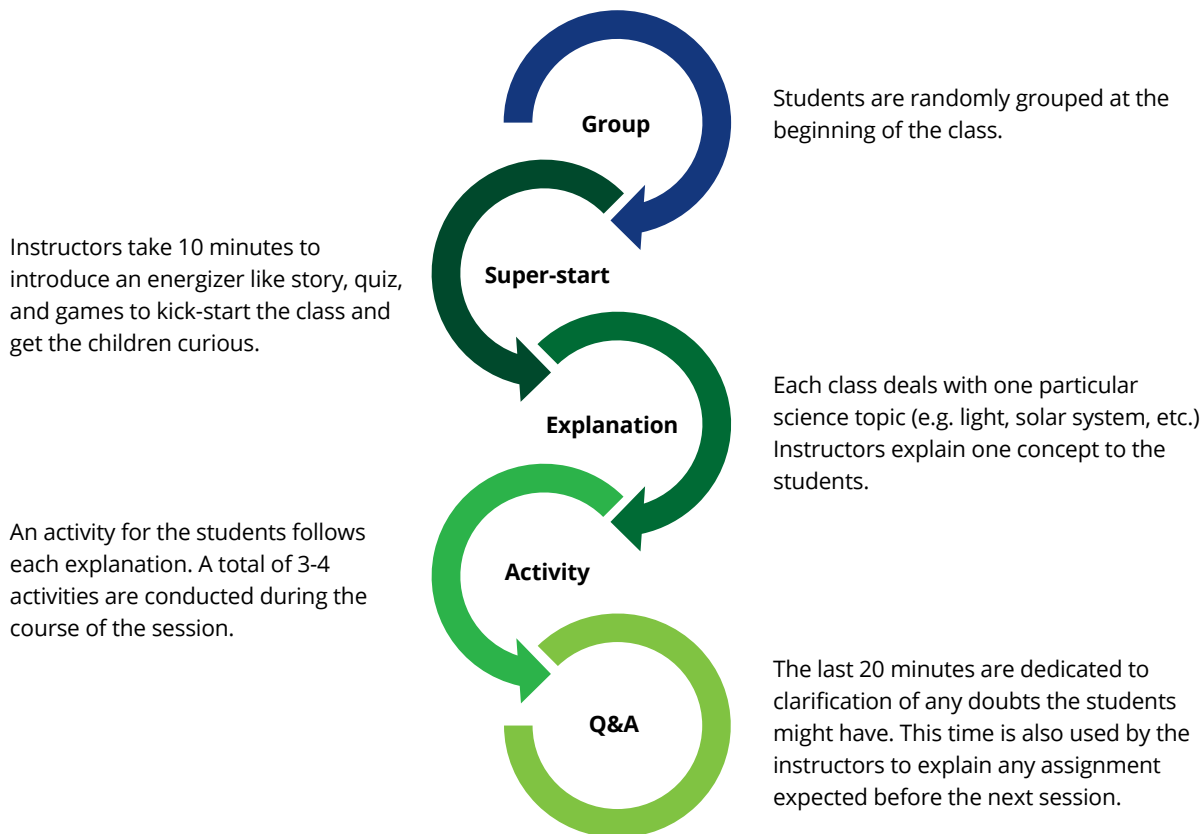 Group
Students are randomly grouped at the
beginning of the class.
Super-start
Instructors take 10 minutes to
introduce an energizer like story, quiz,
and games to kick-start the class and
get the children curious.
Explanation
Each class deals with one particular
science topic (e.g. light, solar system, etc.)
Instructors explain one concept to the
students.
Activity
An activity for the students follows
each explanation. A total of 3-4
activities are conducted during the
course of the session.
Q&A
The last 20 minutes are dedicated to
clarification of any doubts the students
might have. This time is also used by the
instructors to explain any assignment
expected before the next session.